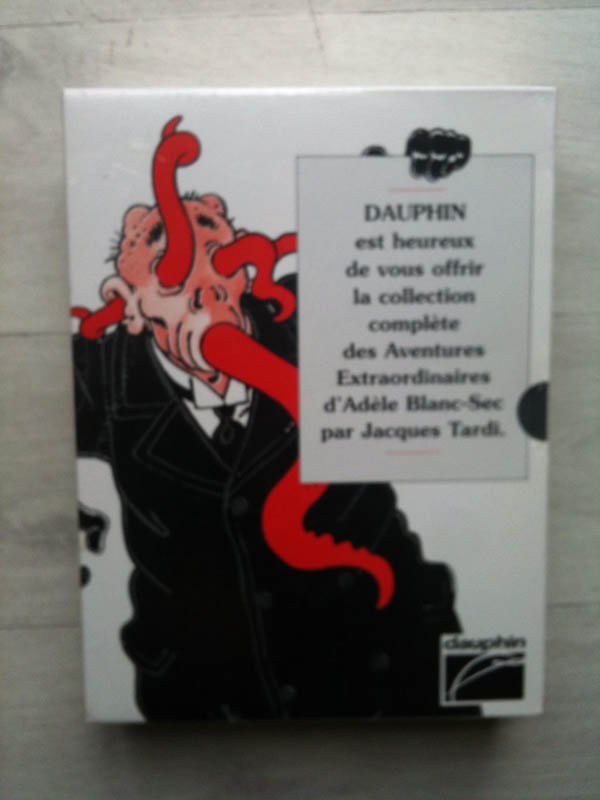 DAUPHIN
est heureux
de vous offrir
la collection
complète
des Aventures
Extraordinaires
d'Adèle Blanc-Sec
par Jacques Tardi.
dauphin